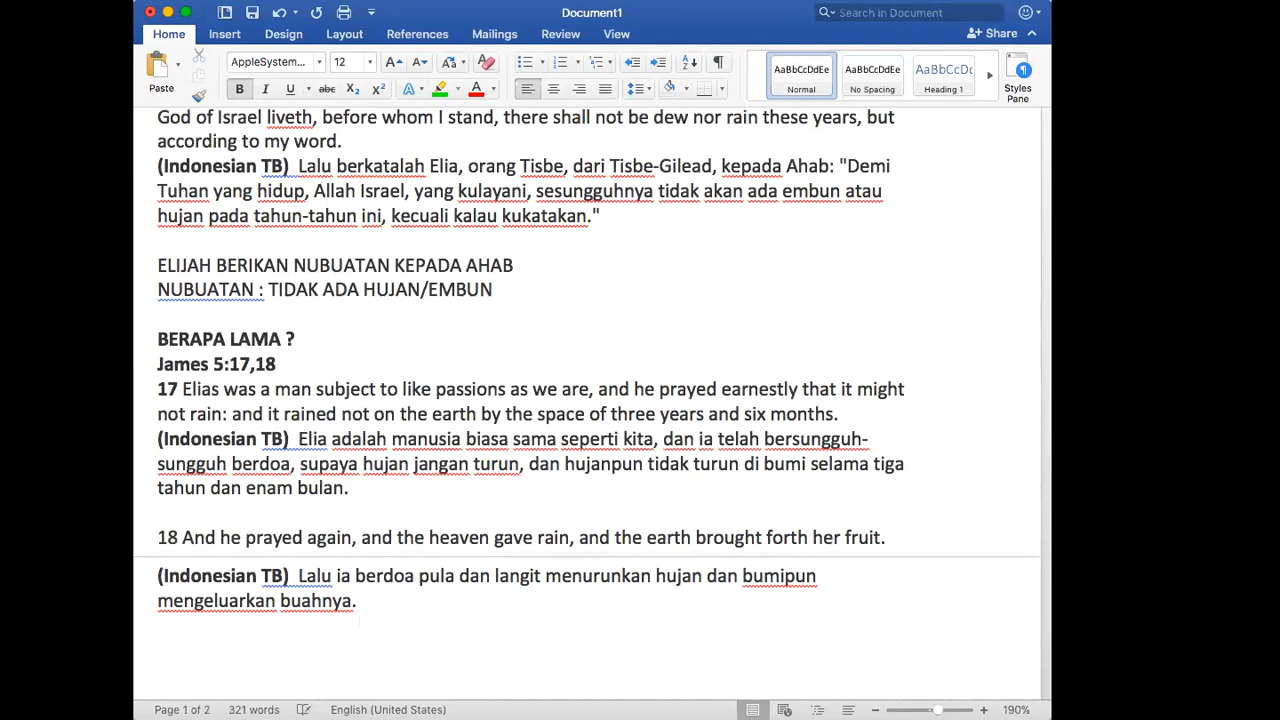 Document1
Search in Document
Home Insert Design Layout References Mailings Review View
Share
Paste
AppleSystem... 12
AaBbCcDdEe AaBbCcDdEe AaBbCcDc
Normal No Spacing Heading 1
Styles
Pane
God of Israel liveth, before whom I stand, there shall not be dew nor rain these years, but
according to my word.
(Indonesian TB) Lalu berkatalah Elia, orang Tisbe, dari Tisbe-Gilead, kepada Ahab: "Demi
Tuhan yang hidup, Allah Israel, yang kulayani, sesungguhnya tidak akan ada embun atau
hujan pada tahun-tahun ini, kecuali kalau kukatakan."
ELIJAH BERIKAN NUBUATAN KEPADA AHAB
NUBUATAN : TIDAK ADA HUJAN/EMBUN
BERAPA LAMA ?
James 5:17,18
17 Elias was a man subject to like passions as we are, and he prayed earnestly that it might
not rain: and it rained not on the earth by the space of three years and six months.
(Indonesian TB) Elia adalah manusia biasa sama seperti kita, dan ia telah bersungguh-
sungguh berdoa, supaya hujan jangan turun, dan hujanpun tidak turun di bumi selama tiga
tahun dan enam bulan.
18 And he prayed again, and the heaven gave rain, and the earth brought forth her fruit.
(Indonesian TB) Lalu ia berdoa pula dan langit menurunkan hujan dan bumipun
mengeluarkan buahnya.
Page 1 of 2 321 words English (United States) 190%